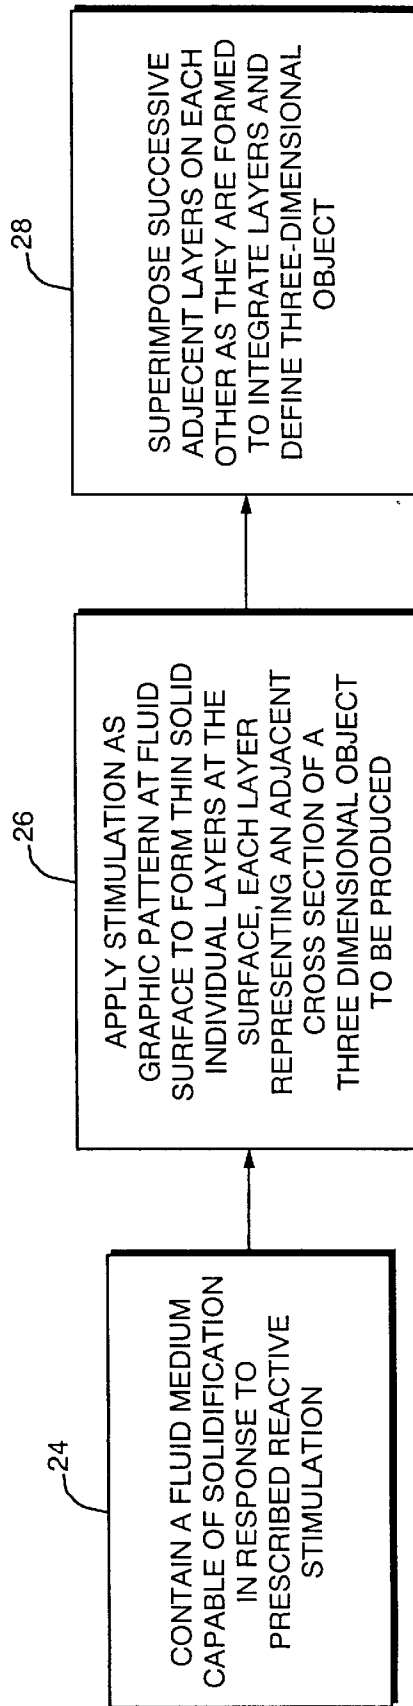 24
CONTAIN A FLUID MEDIUM
CAPABLE OF SOLIDIFICATION
IN RESPONSE TO
PRESCRIBED REACTIVE
STIMULATION
26
APPLY STIMULATION AS
GRAPHIC PATTERN AT FLUID
SURFACE TO FORM THIN SOLID
INDIVIDUAL LAYERS AT THE
SURFACE, EACH LAYER
REPRESENTING AN ADJACENT
CROSS SECTION OF A
THREE DIMENSIONAL OBJECT
TO BE PRODUCED
28
SUPERIMPOSE SUCCESSIVE
ADJECENT LAYERS ON EACH
OTHER AS THEY ARE FORMED
TO INTEGRATE LAYERS AND
DEFINE THREE-DIMENSIONAL
OBJECT